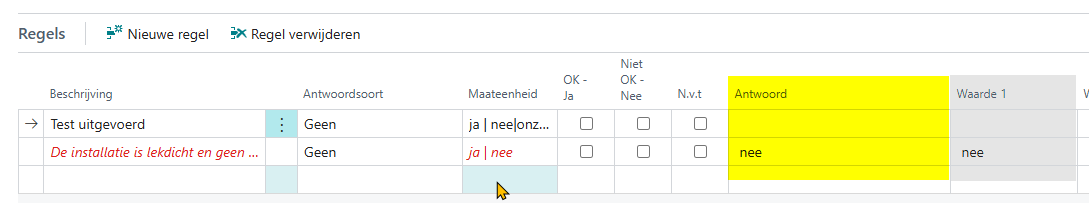 Regels Nieuwe regel Regel verwijderen
Beschrijving Antwoordsoort Maateenheid OK - Ja Niet OK - Nee N.v.t Antwoord Waarde 1 W
Test uitgevoerd Geen ja | nee|onz...
De installatie is lekdicht en geen ... Geen ja | nee nee nee